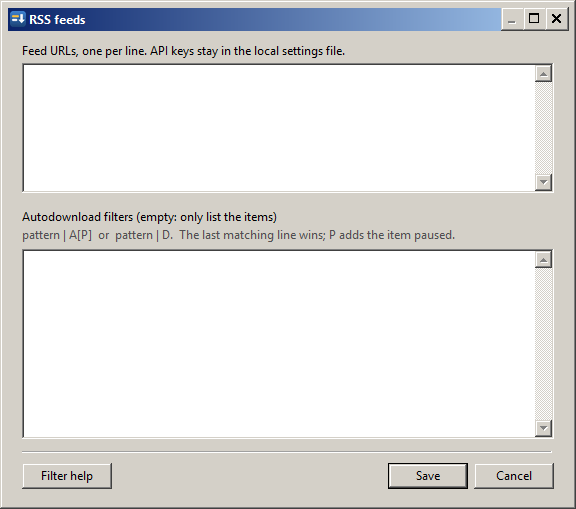 RSS feeds
Feed URLs, one per line. API keys stay in the local settings file.
Autodownload filters (empty: only list the items)
pattern | A[P]  or  pattern | D.  The last matching line wins; P adds the item paused.
Filter help
Save
Cancel